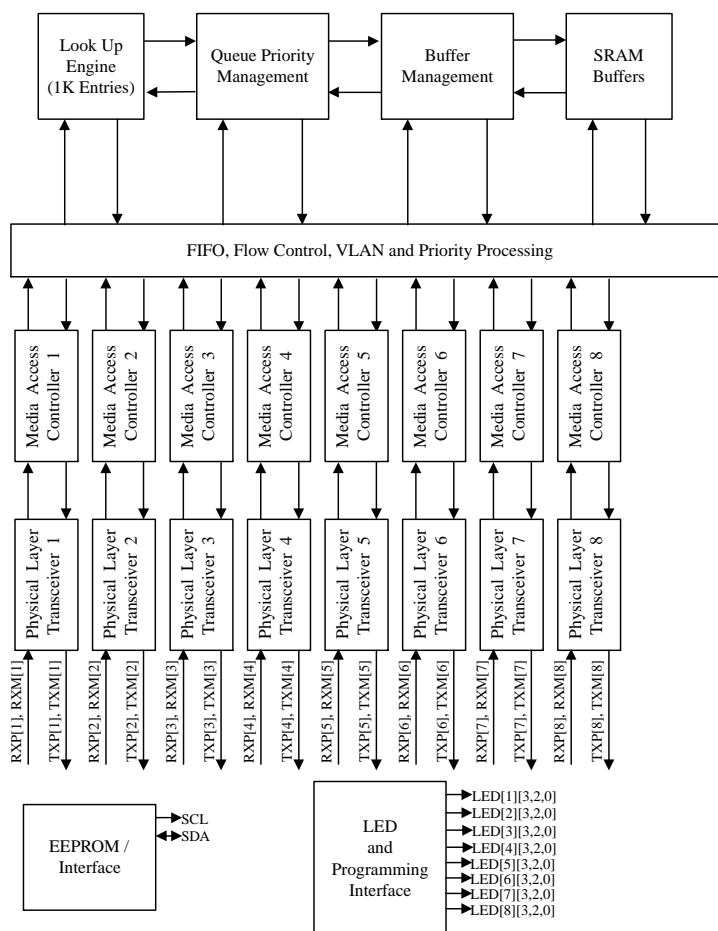 Look Up
Engine
(1K Entries)
Queue Priority
Management
Buffer
Management
SRAM
Buffers
FIFO, Flow Control, VLAN and Priority Processing
Media Access
Controller 1
Media Access
Controller 2
Media Access
Controller 3
Media Access
Controller 4
Media Access
Controller 5
Media Access
Controller 6
Media Access
Controller 7
Media Access
Controller 8
Physical Layer
Transceiver 1
Physical Layer
Transceiver 2
Physical Layer
Transceiver 3
Physical Layer
Transceiver 4
Physical Layer
Transceiver 5
Physical Layer
Transceiver 6
Physical Layer
Transceiver 7
Physical Layer
Transceiver 8
RXP[1], RXM[1]
TXP[1], TXM[1]
RXP[2], RXM[2]
TXP[2], TXM[2]
RXP[3], RXM[3]
TXP[3], TXM[3]
RXP[4], RXM[4]
TXP[4], TXM[4]
RXP[5], RXM[5]
TXP[5], TXM[5]
RXP[6], RXM[6]
TXP[6], TXM[6]
RXP[7], RXM[7]
TXP[7], TXM[7]
RXP[8], RXM[8]
TXP[8], TXM[8]
EEPROM /
Interface
SCL
SDA
LED
and
Programming
Interface
LED[1][3,2,0]
LED[2][3,2,0]
LED[3][3,2,0]
LED[4][3,2,0]
LED[5][3,2,0]
LED[6][3,2,0]
LED[7][3,2,0]
LED[8][3,2,0]